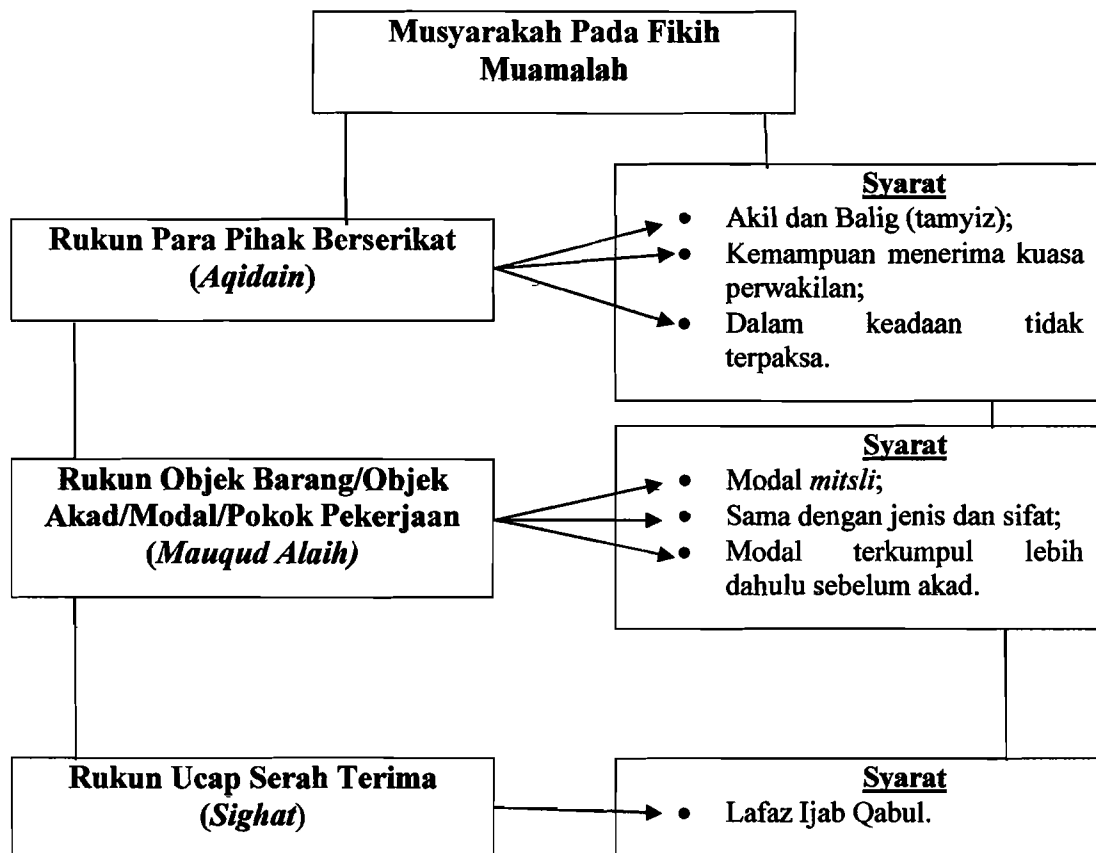 Musyarakah Pada Fikih
Muamalah
Rukun Para Pihak Berserikat
(Aqidain)
Syarat
• Akil dan Balig (tamyiz);
• Kemampuan menerima kuasa
perwakilan;
• Dalam keadaan tidak
terpaksa.
Rukun Objek Barang/Objek
Akad/Modal/Pokok Pekerjaan
(Mauqud Alaih)
Syarat
• Modal mitsli;
• Sama dengan jenis dan sifat;
• Modal terkumpul lebih
dahulu sebelum akad.
Rukun Ucap Serah Terima
(Sighat)
Syarat
• Lafaz Ijab Qabul.